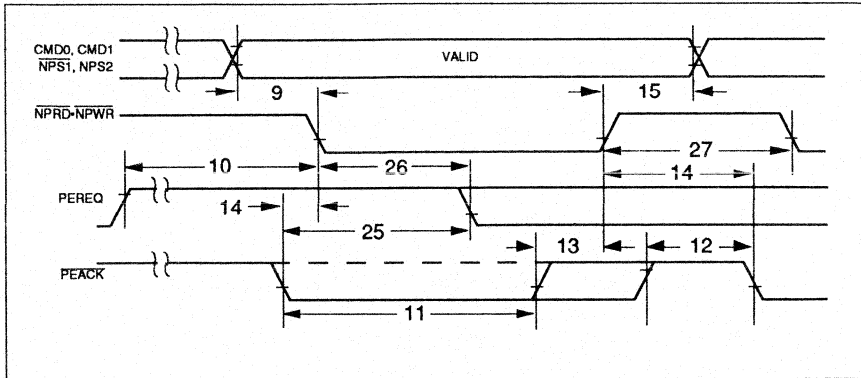 CMD0, CMD1
NPS1, NPS2
VALID
9
15
NPRD•NPWR
10
26
27
14
PEREQ
14
25
13
12
PEACK
11